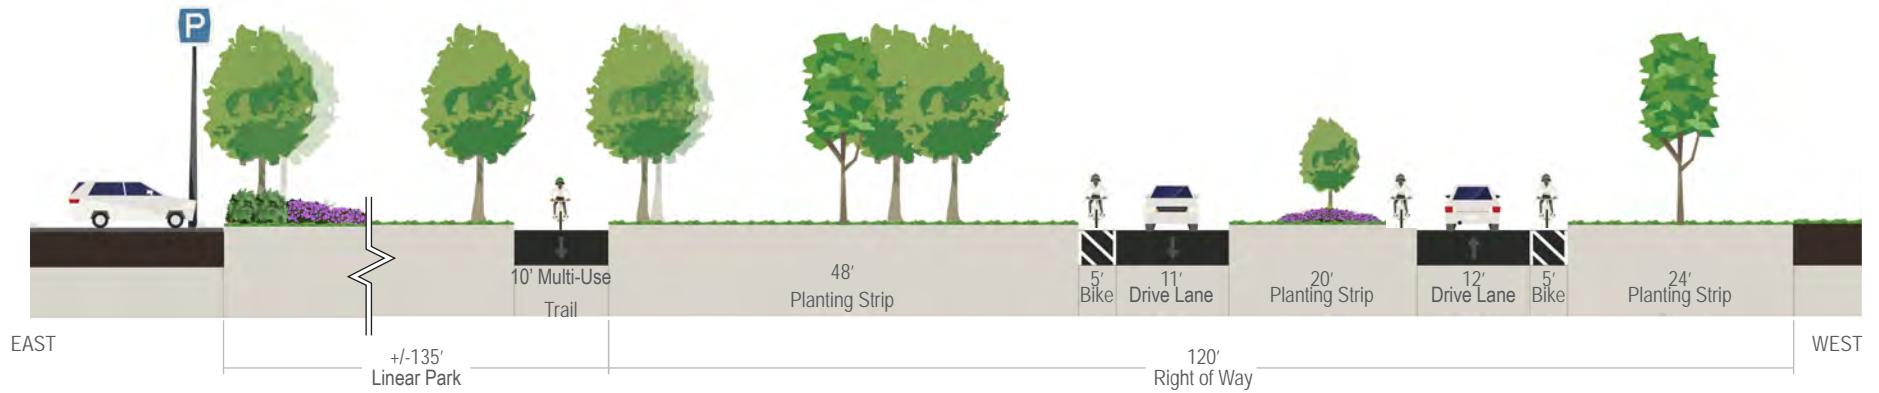 P
10' Multi-Use
Trail
48'
Planting Strip
5'
Bike
11'
Drive Lane
20'
Planting Strip
12'
Drive Lane
5'
Bike
24'
Planting Strip
EAST
WEST
+/-135'
Linear Park
120'
Right of Way